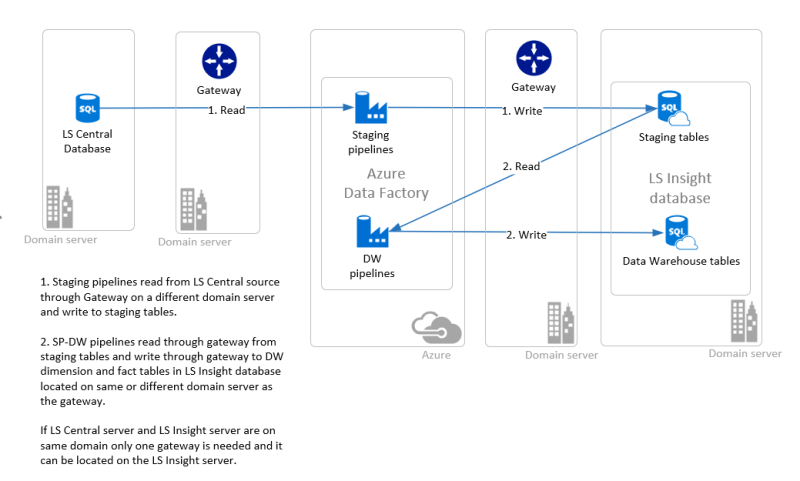 Gateway
Gateway
SQL
1. Read
1. Write
SQL
LS Central
Database
Staging
pipelines
Staging tables
Azure
Data Factory
2. Read
LS Insight
database
2. Write
SQL
DW
pipelines
Data Warehouse tables
Domain server
Domain server
Azure
Domain server
Domain server
1. Staging pipelines read from LS Central source
through Gateway on a different domain server
and write to staging tables.
2. SP-DW pipelines read through gateway from
staging tables and write through gateway to DW
dimension and fact tables in LS Insight database
located on same or different domain server as
the gateway.
If LS Central server and LS Insight server are on
same domain only one gateway is needed and it
can be located on the LS Insight server.